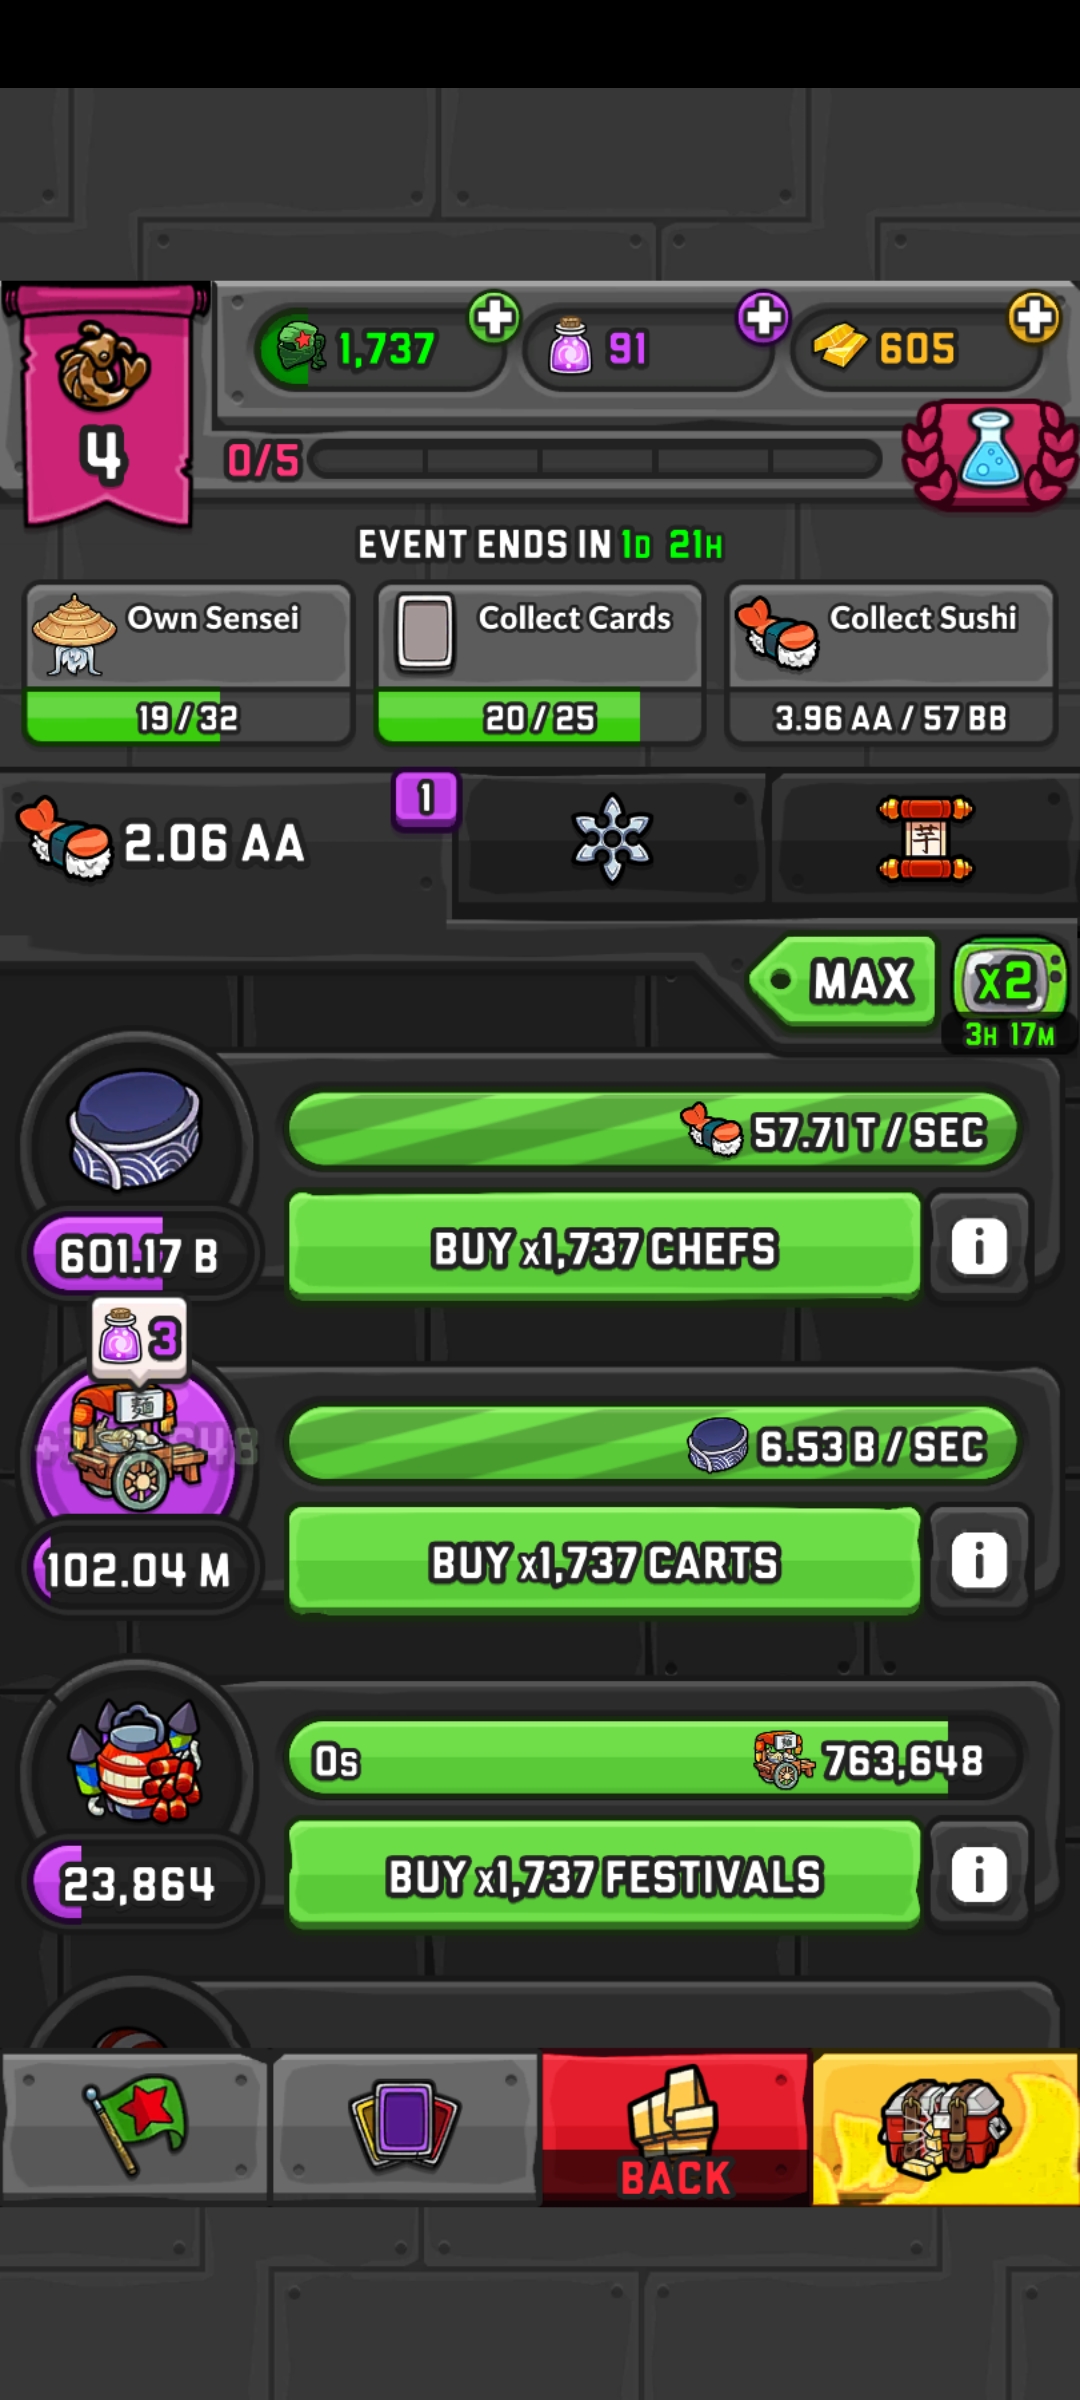 1,737
91
605
4
0/5
EVENT ENDS IN 1D 21H
Own Sensei
19 / 32
Collect Cards
20 / 25
Collect Sushi
3.96 AA / 57 BB
2.06 AA
1
芋
MAX
x2
3H 17M
57.71 T / SEC
601.17 B
BUY x1,737 CHEFS
i
3
麺
6.53 B / SEC
102.04 M
BUY x1,737 CARTS
i
0s
763,648
23,864
BUY x1,737 FESTIVALS
i
BACK